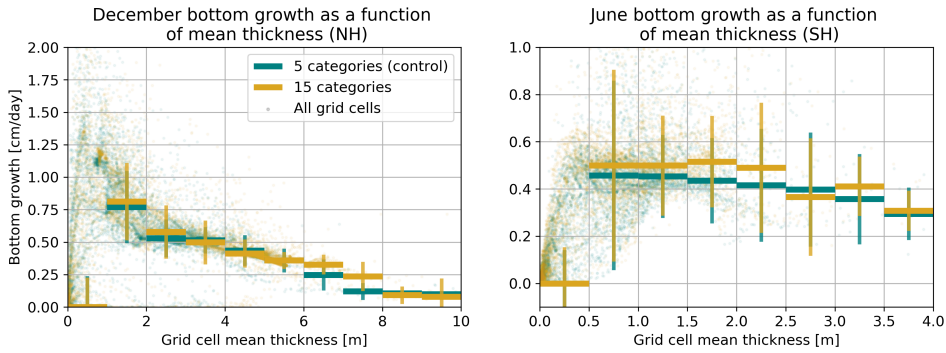 December bottom growth as a function
of mean thickness (NH)
Bottom growth [cm/day]
2.00
1.75
1.50
1.25
1.00
0.75
0.50
0.25
0.00
5 categories (control)
15 categories
All grid cells
0 2 4 6 8 10
Grid cell mean thickness [m]
June bottom growth as a function
of mean thickness (SH)
1.0
0.8
0.6
0.4
0.2
0.0
0.0 0.5 1.0 1.5 2.0 2.5 3.0 3.5 4.0
Grid cell mean thickness [m]